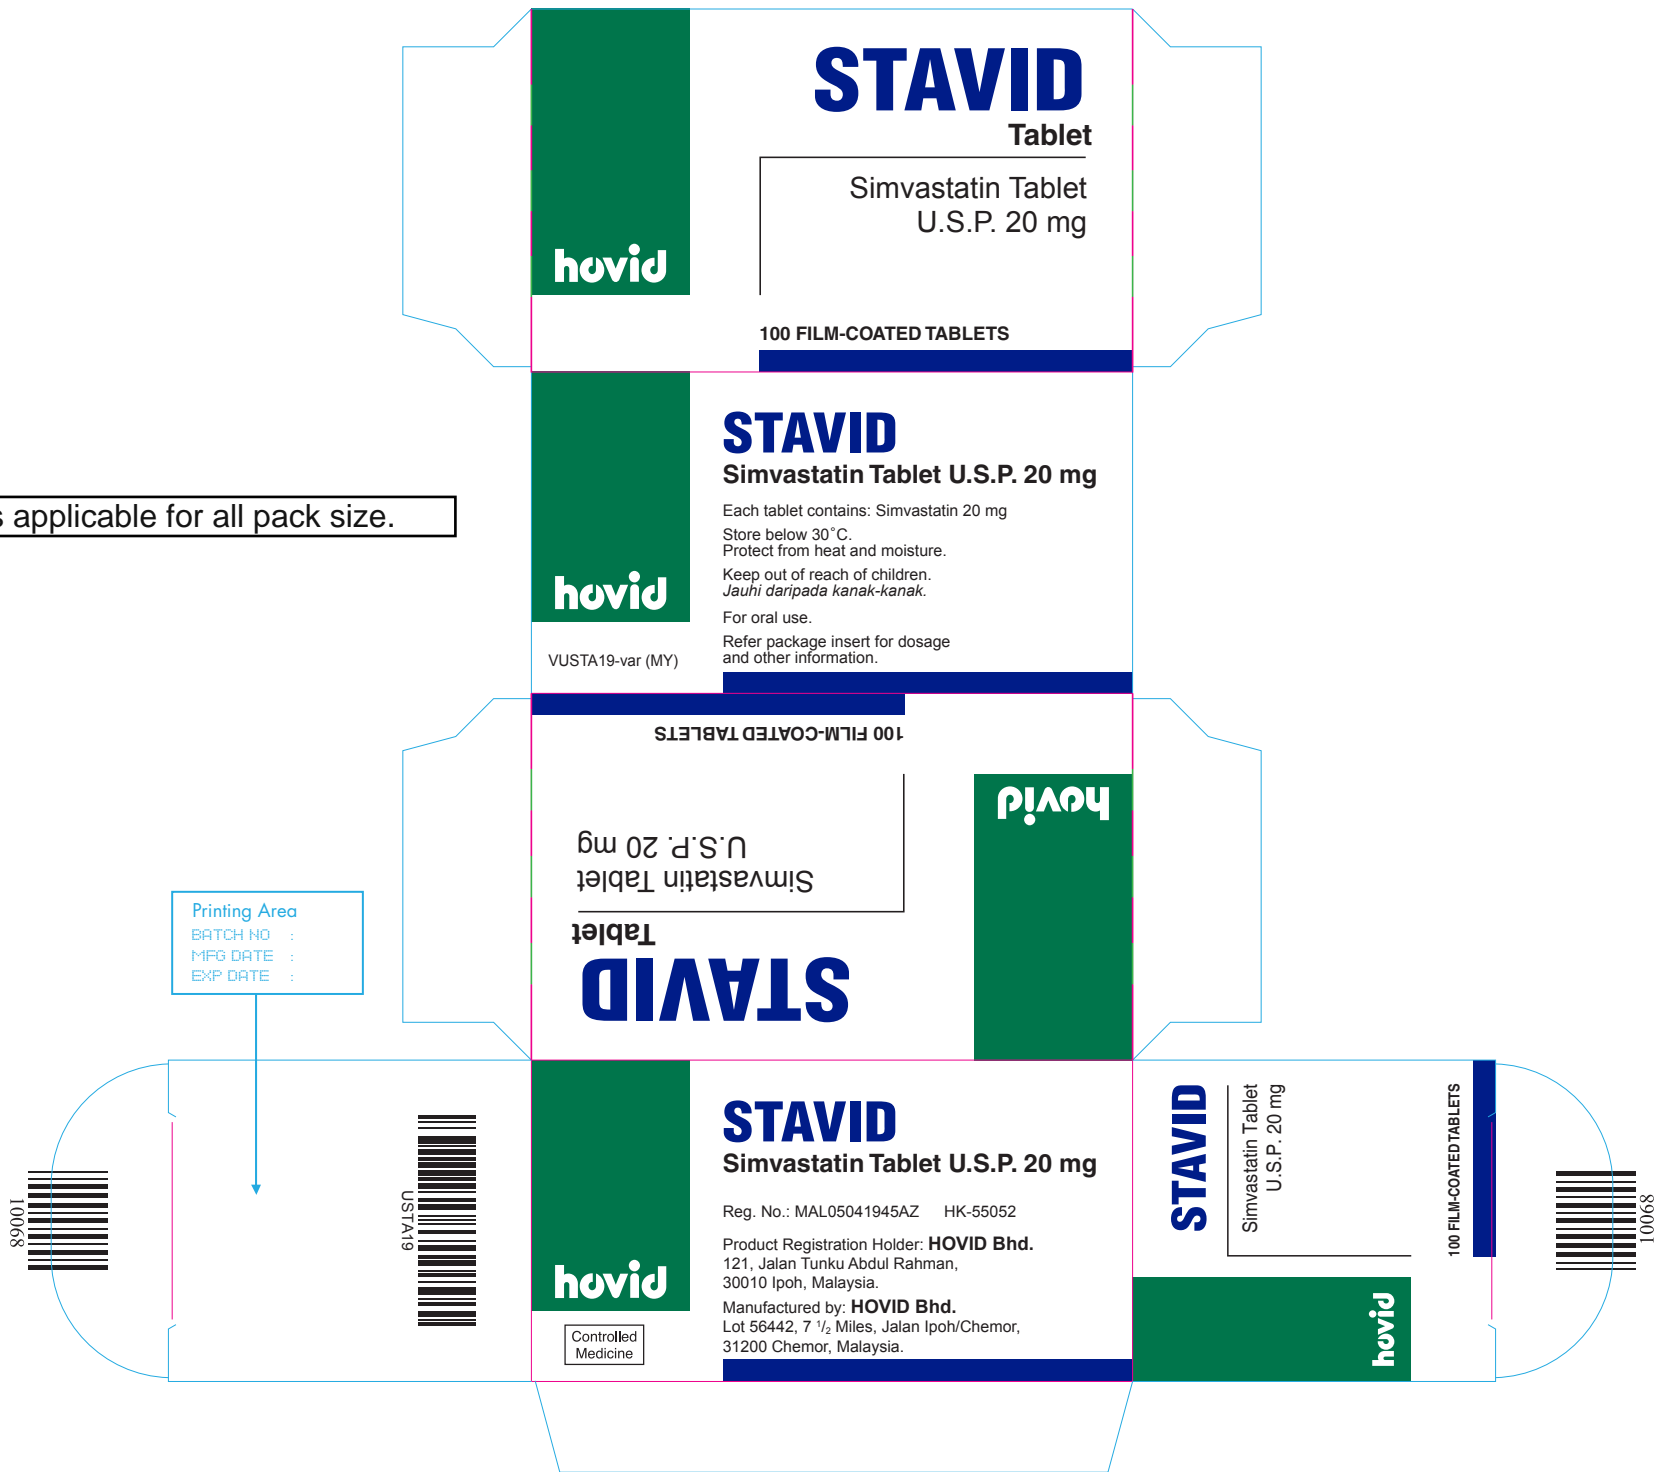 STAVID
Tablet
Simvastatin Tablet
U.S.P. 20 mg
hovid
100 FILM-COATED TABLETS
STAVID
Simvastatin Tablet U.S.P. 20 mg
Each tablet contains: Simvastatin 20 mg
Store below 30°C.
Protect from heat and moisture.
Keep out of reach of children.
Jauhi daripada kanak-kanak.
For oral use.
Refer package insert for dosage
and other information.
hovid
VUSTA19-var (MY)
applicable for all pack size.
STAVID
Tablet
Simvastatin Tablet
U.S.P. 20 mg
hovid
100 FILM-COATED TABLETS
Printing Area
BATCH NO :
MFG DATE :
EXP DATE :
10068
USTA19
hovid
Controlled
Medicine
STAVID
Simvastatin Tablet U.S.P. 20 mg
Reg. No.: MAL05041945AZ HK-55052
Product Registration Holder: HOVID Bhd.
121, Jalan Tunku Abdul Rahman,
30010 Ipoh, Malaysia.
Manufactured by: HOVID Bhd.
Lot 56442, 7 1/2 Miles, Jalan Ipoh/Chemor,
31200 Chemor, Malaysia.
STAVID
Simvastatin Tablet
U.S.P. 20 mg
100 FILM-COATED TABLETS
hovid
10068